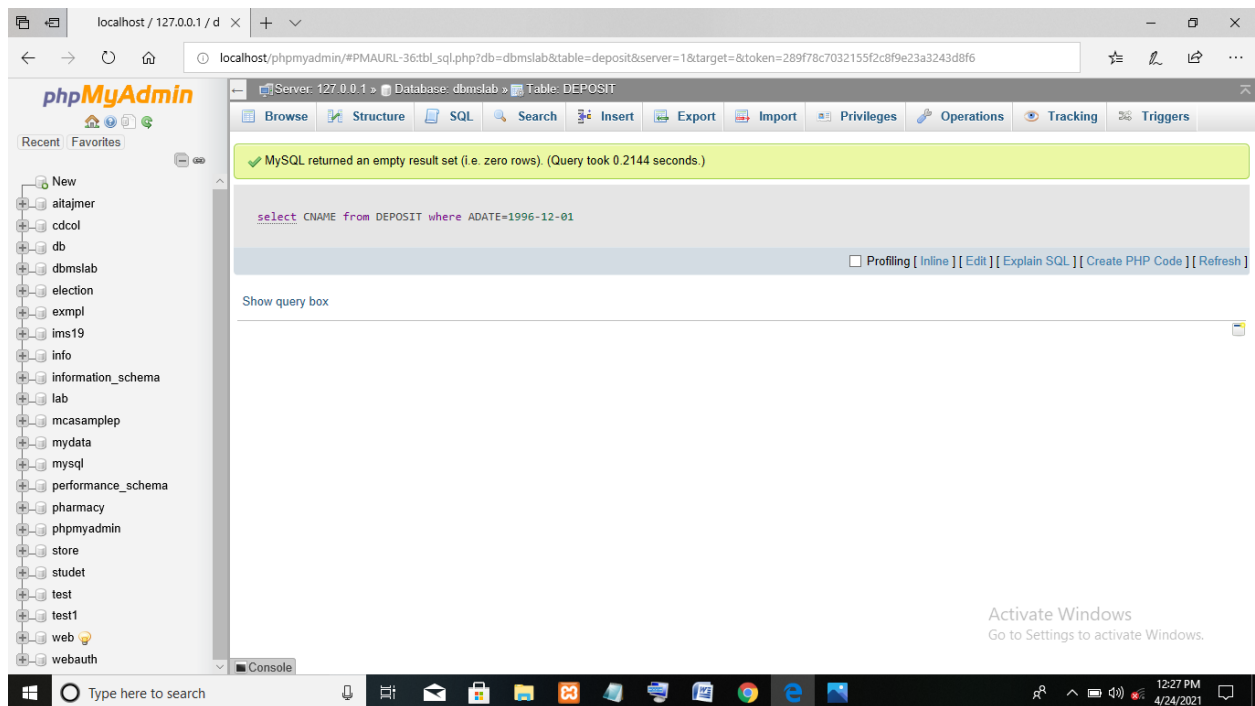 localhost / 127.0.0.1 / d
localhost/phpmyadmin/#PMAURL-36:tbl_sql.php?db=dbmslab&table=deposit&server=1&target=&token=289f78c7032155f2c8f9e23a3243d8f6
phpMyAdmin
Recent Favorites
New
aitajmer
cdcol
db
dbmslab
election
exmpl
ims19
info
information_schema
lab
mcasamplep
mydata
mysql
performance_schema
pharmacy
phpmyadmin
store
studet
test
test1
web
webauth
Server: 127.0.0.1 » Database: dbmslab » Table: DEPOSIT
Browse Structure SQL Search Insert Export Import Privileges Operations Tracking Triggers
MySQL returned an empty result set (i.e. zero rows). (Query took 0.2144 seconds.)
select CNAME from DEPOSIT where ADATE=1996-12-01
Profiling [ Inline ] [ Edit ] [ Explain SQL ] [ Create PHP Code ] [ Refresh ]
Show query box
Activate Windows
Go to Settings to activate Windows.
Console
Type here to search
12:27 PM
4/24/2021